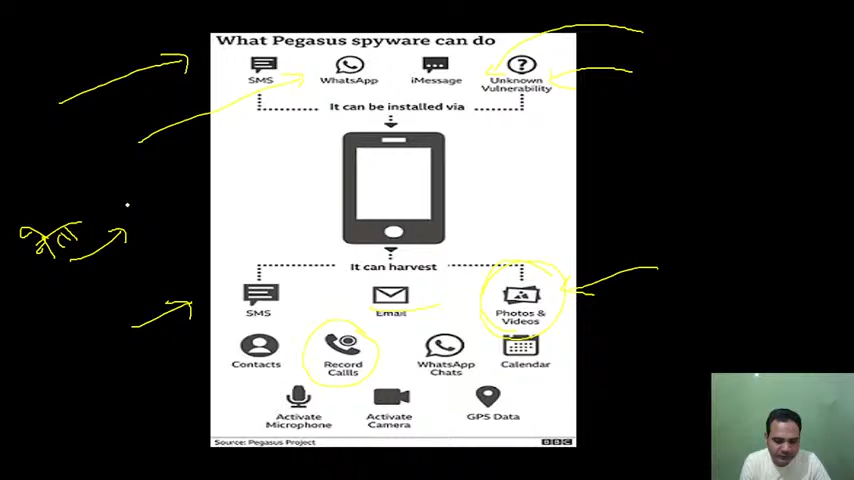 What Pegasus spyware can do
SMS
WhatsApp
iMessage
Unknown
Vulnerability
It can be installed via
It can harvest
SMS
Email
Photos &
Videos
Contacts
Record
Callls
WhatsApp
Chats
Calendar
Activate
Microphone
Activate
Camera
GPS Data
Source: Pegasus Project
BBC